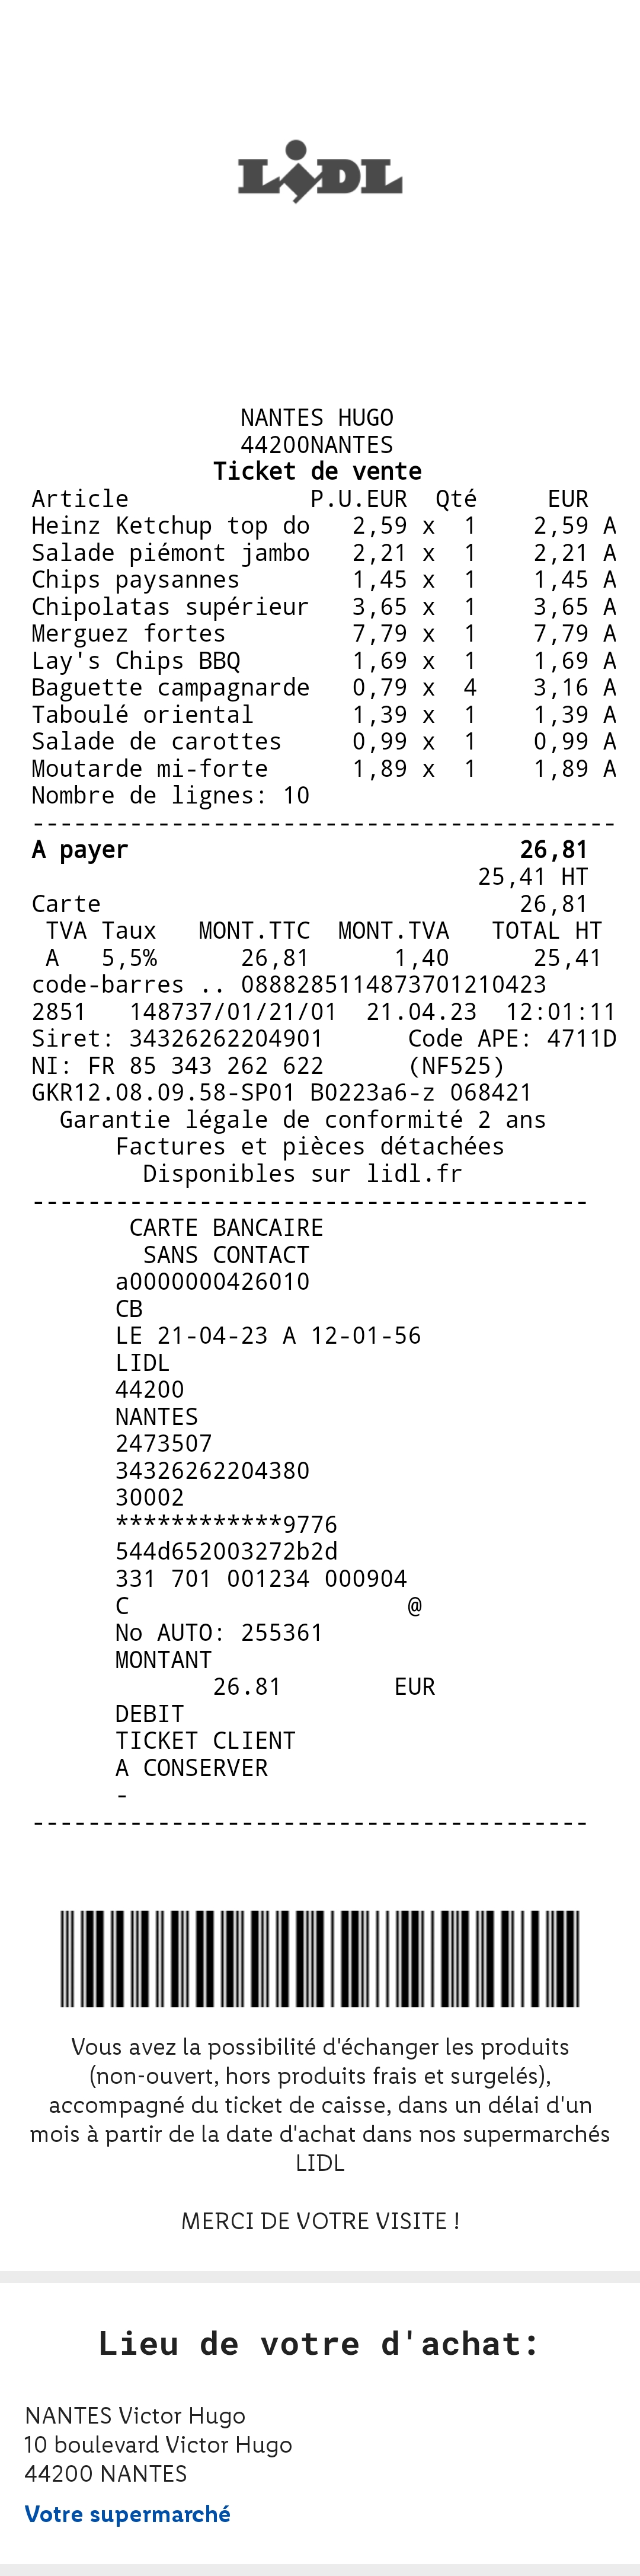 LIDL
NANTES HUGO
44200NANTES
Ticket de vente
Article P.U.EUR Qté EUR
Heinz Ketchup top do 2,59 x 1 2,59 A
Salade piémont jambo 2,21 x 1 2,21 A
Chips paysannes 1,45 x 1 1,45 A
Chipolatas supérieur 3,65 x 1 3,65 A
Merguez fortes 7,79 x 1 7,79 A
Lay's Chips BBQ 1,69 x 1 1,69 A
Baguette campagnarde 0,79 x 4 3,16 A
Taboulé oriental 1,39 x 1 1,39 A
Salade de carottes 0,99 x 1 0,99 A
Moutarde mi-forte 1,89 x 1 1,89 A
Nombre de lignes: 10
------------------------------------------
A payer 26,81
25,41 HT
Carte 26,81
TVA Taux MONT.TTC MONT.TVA TOTAL HT
A 5,5% 26,81 1,40 25,41
code-barres .. 0888285114873701210423
2851 148737/01/21/01 21.04.23 12:01:11
Siret: 34326262204901 Code APE: 4711D
NI: FR 85 343 262 622 (NF525)
GKR12.08.09.58-SP01 B0223a6-z 068421
Garantie légale de conformité 2 ans
Factures et pièces détachées
Disponibles sur lidl.fr
----------------------------------------
CARTE BANCAIRE
SANS CONTACT
a0000000426010
CB
LE 21-04-23 A 12-01-56
LIDL
44200
NANTES
2473507
34326262204380
30002
************9776
544d652003272b2d
331 701 001234 000904
C @
No AUTO: 255361
MONTANT
26.81 EUR
DEBIT
TICKET CLIENT
A CONSERVER
-
----------------------------------------
Vous avez la possibilité d'échanger les produits
(non-ouvert, hors produits frais et surgelés),
accompagné du ticket de caisse, dans un délai d'un
mois à partir de la date d'achat dans nos supermarchés
LIDL
MERCI DE VOTRE VISITE !
Lieu de votre d'achat:
NANTES Victor Hugo
10 boulevard Victor Hugo
44200 NANTES
Votre supermarché